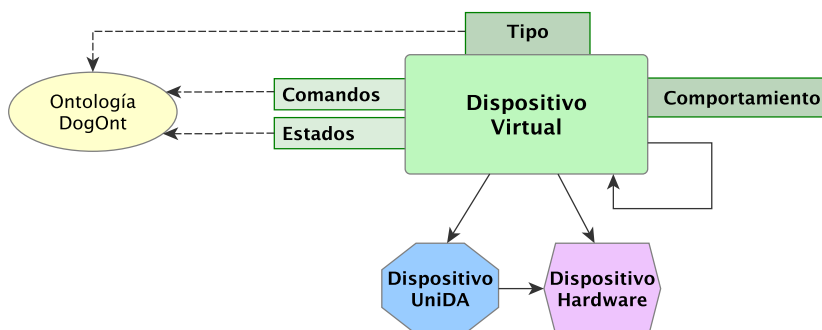 Tipo
Ontología
DogOnt
Comandos
Estados
Dispositivo
Virtual
Comportamiento
Dispositivo
UniDA
Dispositivo
Hardware